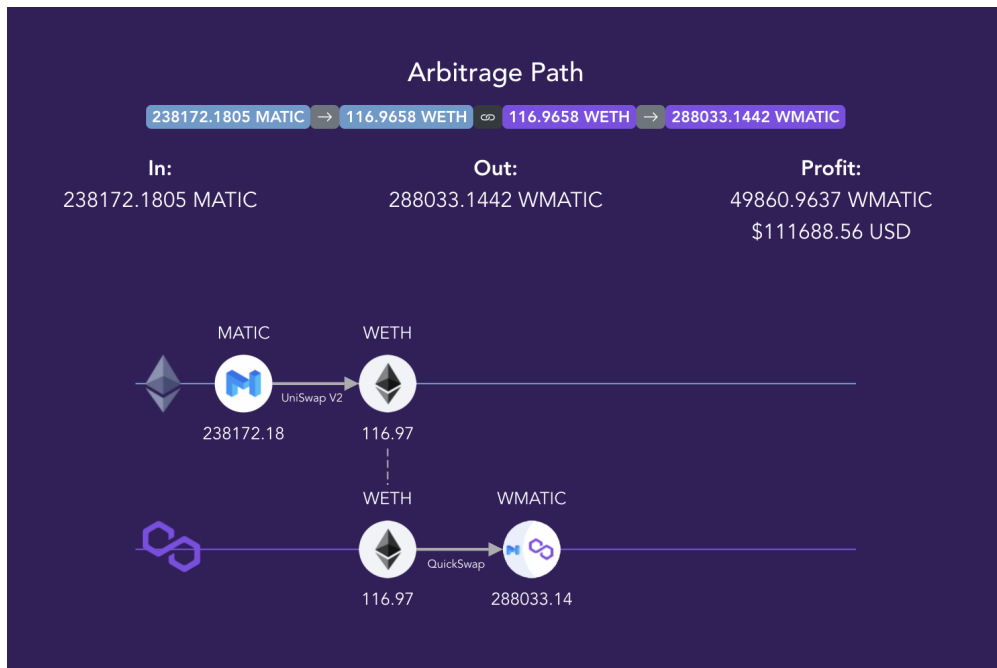 Arbitrage Path
238172.1805 MATIC → 116.9658 WETH 116.9658 WETH → 288033.1442 WMATIC
In: Out: Profit:
238172.1805 MATIC 288033.1442 WMATIC 49860.9637 WMATIC
$111688.56 USD
MATIC WETH
UniSwap V2
238172.18 116.97
WETH WMATIC
QuickSwap
116.97 288033.14